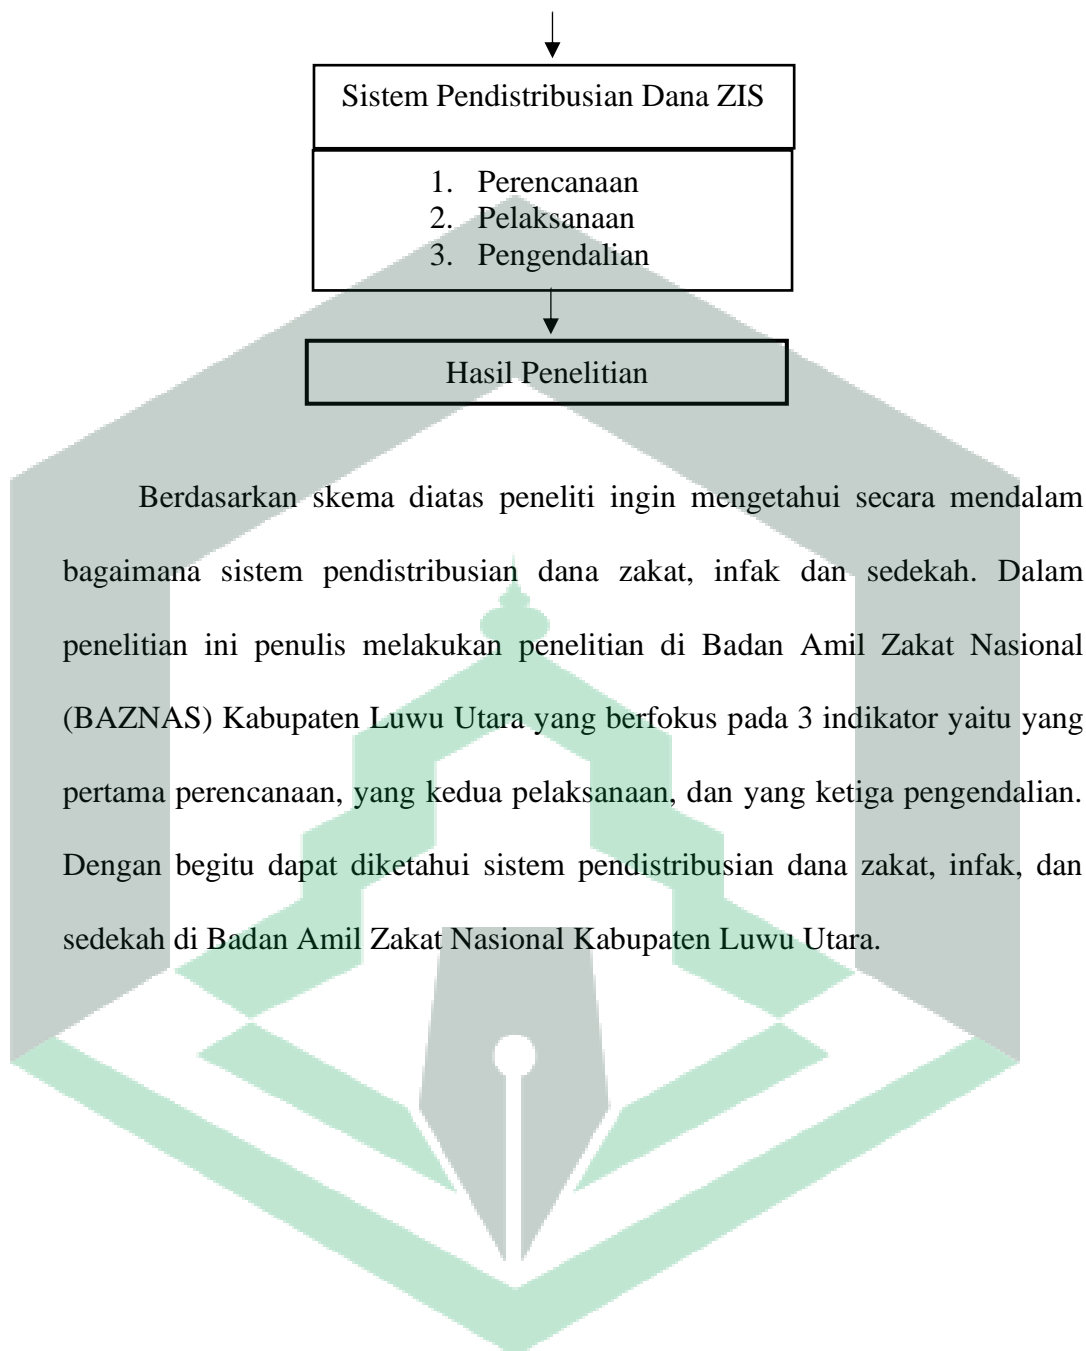 Sistem Pendistribusian Dana ZIS
1. Perencanaan
2. Pelaksanaan
3. Pengendalian
Hasil Penelitian
Berdasarkan skema diatas peneliti ingin mengetahui secara mendalam
bagaimana sistem pendistribusian dana zakat, infak dan sedekah. Dalam
penelitian ini penulis melakukan penelitian di Badan Amil Zakat Nasional
(BAZNAS) Kabupaten Luwu Utara yang berfokus pada 3 indikator yaitu yang
pertama perencanaan, yang kedua pelaksanaan, dan yang ketiga pengendalian.
Dengan begitu dapat diketahui sistem pendistribusian dana zakat, infak, dan
sedekah di Badan Amil Zakat Nasional Kabupaten Luwu Utara.